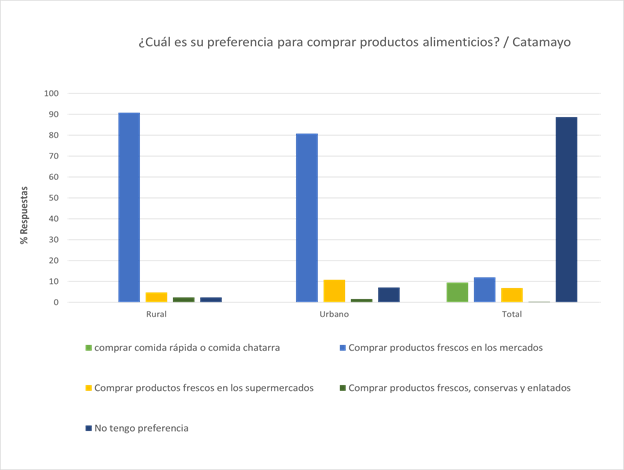 ¿Cuál es su preferencia para comprar productos alimenticios? / Catamayo
100
90
80
70
60
50
40
30
20
10
0
% Respuestas
Rural
Urbano
Total
comprar comida rápida o comida chatarra
Comprar productos frescos en los mercados
Comprar productos frescos en los supermercados
Comprar productos frescos, conservas y enlatados
No tengo preferencia